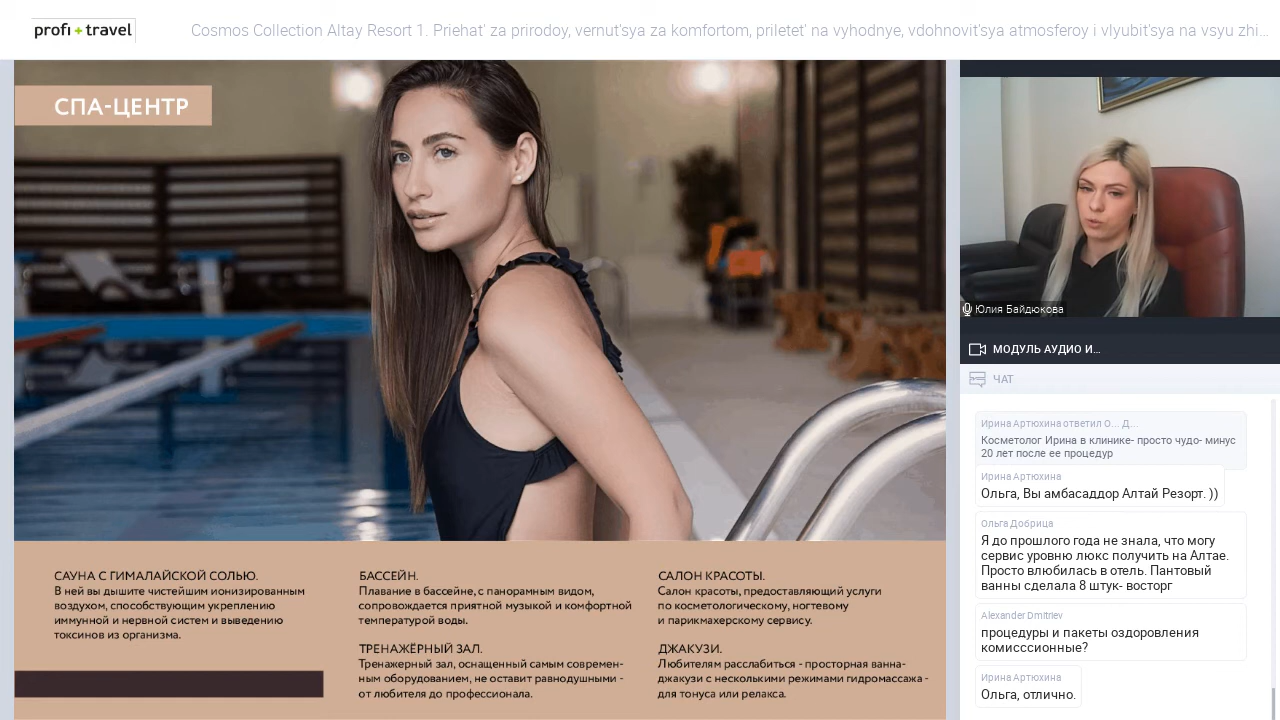 profi + travel
Cosmos Collection Altay Resort 1. Priehat' za prirodoy, vernut'sya za komfortom, priletet' na vyhodnye, vdohnovit'sya atmosferoy i vlyubit'sya na vsyu zhi...
СПА-ЦЕНТР
САУНА С ГИМАЛАЙСКОЙ СОЛЬЮ.
В ней вы дышите чистейшим ионизированным
воздухом, способствующим укреплению
иммунной и нервной систем и выведению
токсинов из организма.
БАССЕЙН.
Плавание в бассейне, с панорамным видом,
сопровождается приятной музыкой и комфортной
температурой воды.
ТРЕНАЖЁРНЫЙ ЗАЛ.
Тренажерный зал, оснащенный самым современ-
ным оборудованием, не оставит равнодушными -
от любителя до профессионала.
САЛОН КРАСОТЫ.
Салон красоты, предоставляющий услуги
по косметологическому, ногтевому
и парикмахерскому сервису.
ДЖАКУЗИ.
Любителям расслабиться - просторная ванна-
джакузи с несколькими режимами гидромассажа -
для тонуса или релакса.
Юлия Байдюкова
МОДУЛЬ АУДИО И...
ЧАТ
Ирина Артюхина ответил О... Д...
Косметолог Ирина в клинике- просто чудо- минус
20 лет после ее процедур
Ирина Артюхина
Ольга, Вы амбасаддор Алтай Резорт. ))
Ольга Добрица
Я до прошлого года не знала, что могу
сервис уровню люкс получить на Алтае.
Просто влюбилась в отель. Пантовый
ванны сделала 8 штук- восторг
Alexander Dmitriev
процедуры и пакеты оздоровления
комисссионные?
Ирина Артюхина
Ольга, отлично.